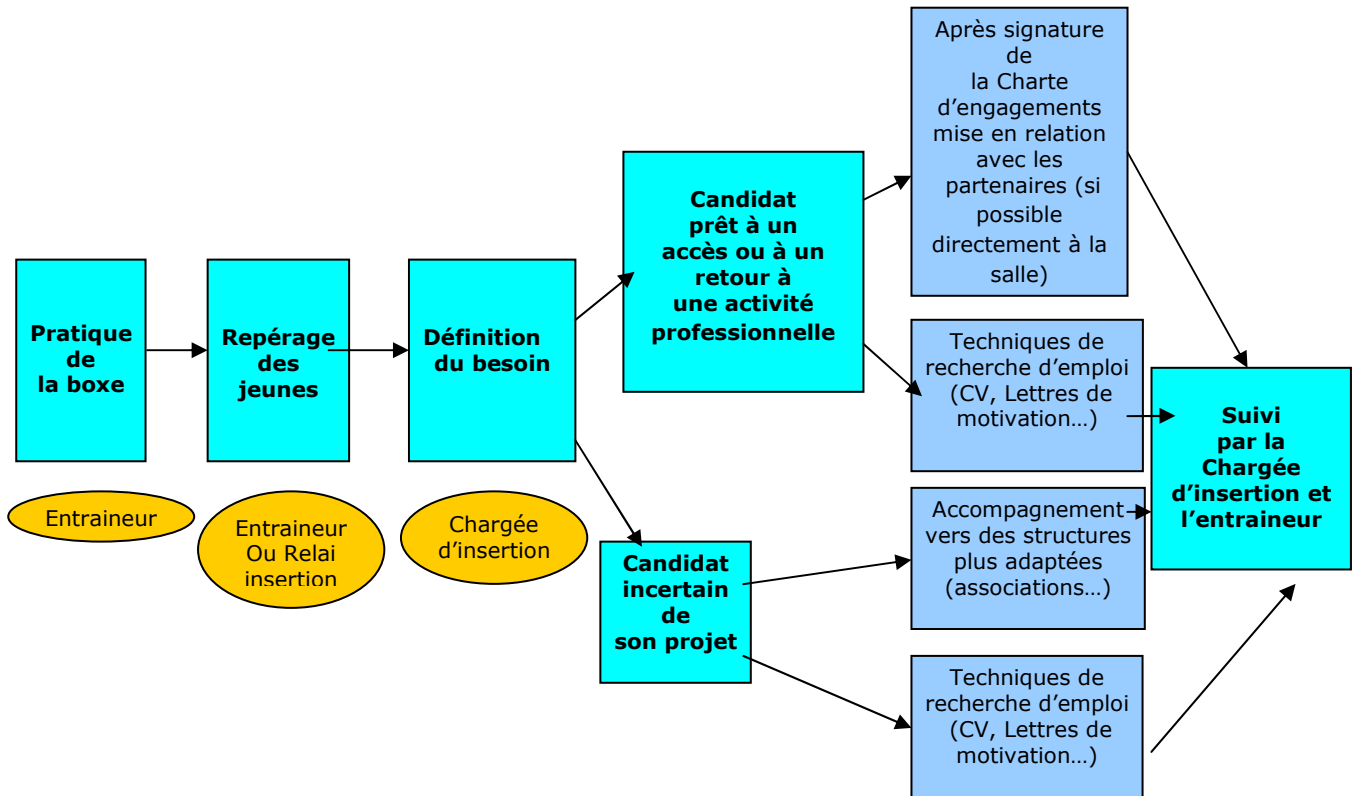 Pratique
de
la boxe
Entraineur
Repérage
des
jeunes
Entraineur
Ou Relai
insertion
Définition
du besoin
Chargée
d’insertion
Candidat
prêt à un
accès ou à un
retour à
une activité
professionnelle
Candidat
incertain
de
son projet
Après signature
de
la Charte
d’engagements
mise en relation
avec les
partenaires (si
possible
directement à la
salle)
Techniques de
recherche d’emploi
(CV, Lettres de
motivation…)
Accompagnement
vers des structures
plus adaptées
(associations…)
Techniques de
recherche d’emploi
(CV, Lettres de
motivation…)
Suivi
par la
Chargée
d’insertion et
l’entraineur